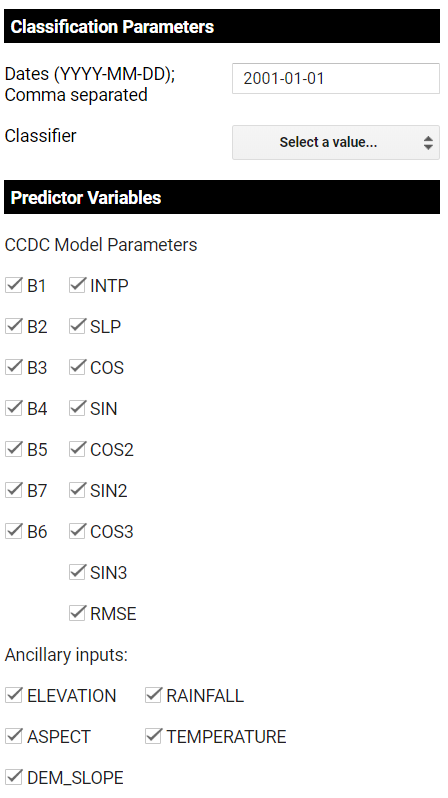 Classification Parameters
Dates (YYYY-MM-DD); 2001-01-01
Comma separated
Classifier Select a value...
Predictor Variables
CCDC Model Parameters
B1 INTP
B2 SLP
B3 COS
B4 SIN
B5 COS2
B7 SIN2
B6 COS3
SIN3
RMSE
Ancillary inputs:
ELEVATION RAINFALL
ASPECT TEMPERATURE
DEM_SLOPE